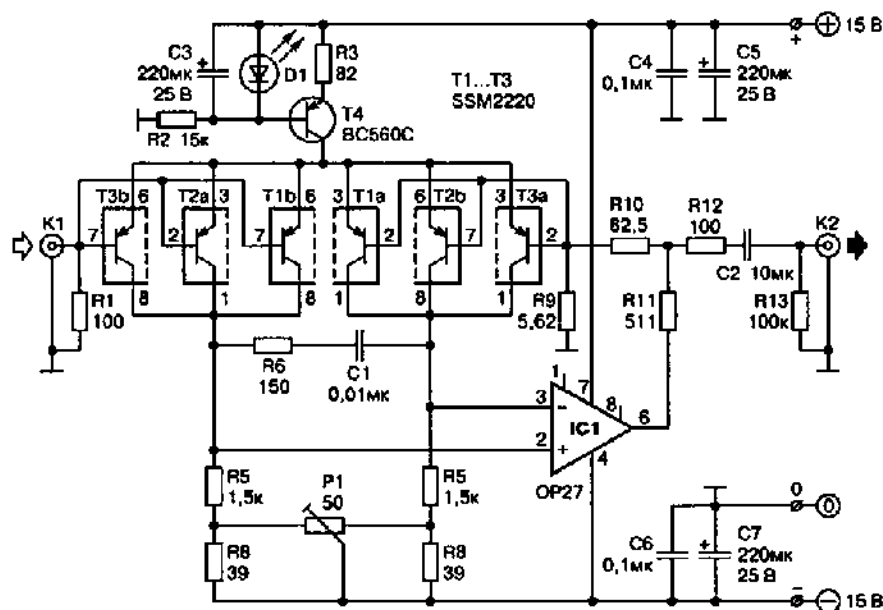 C3
220мк
25 В
D1
R3
82
T1...T3
SSM2220
C4
0,1мк
C5
220мк
25 В
+
15 В
R2 15к
T4
BC560C
K1
T3b 6
7
8
T2a 3
2
1
T1b 6
7
8
3 T1a
2
1
6 T2b
7
8
3 T3a
2
1
R10
62,5
R12
100
C2 10мк
K2
R1
100
R9
5,62
R11
511
R13
100к
R6
150
C1
0,01мк
1
7
8
3
2
6
4
IC1
OP27
R5
1,5к
P1
50
R5
1,5к
R8
39
R8
39
C6
0,1мк
C7
220мк
25 В
0
0
15 В